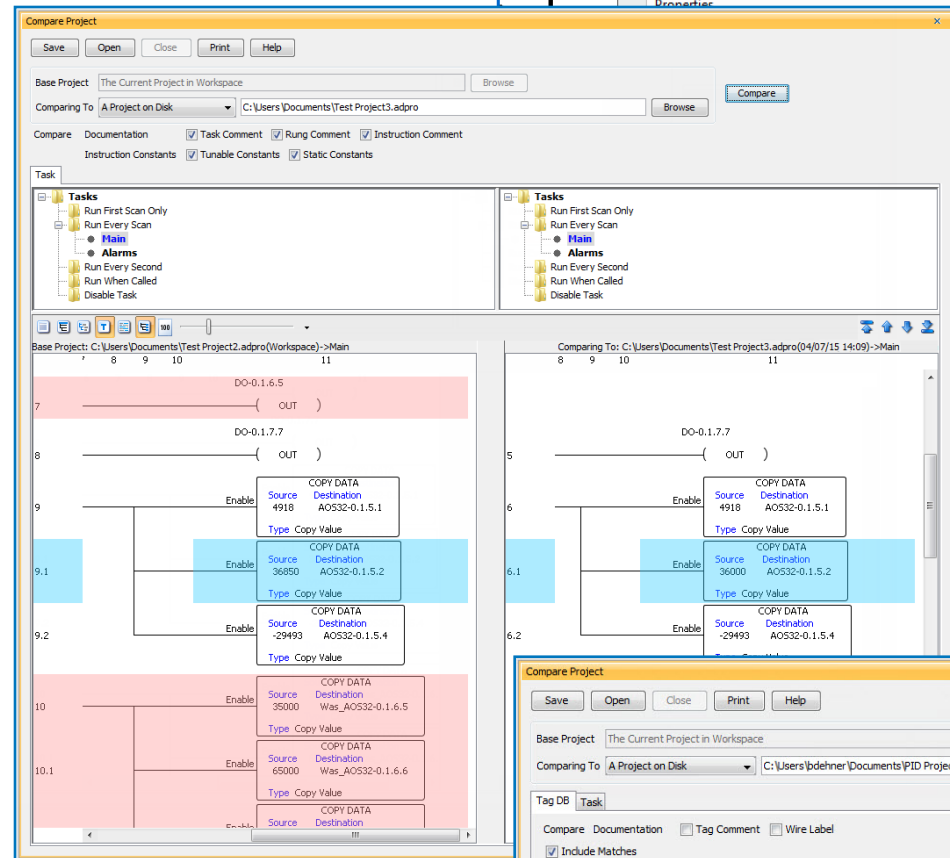 Properties
Compare Project
Save Open Close Print Help
Base Project The Current Project in Workspace Browse
Comparing To A Project on Disk C:\Users\Documents\Test Project3.adpro Browse Compare
Compare Documentation Task Comment Rung Comment Instruction Comment
Instruction Constants Tunable Constants Static Constants
Task
Tasks
Run First Scan Only
Run Every Scan
Main
Alarms
Run Every Second
Run When Called
Disable Task
Tasks
Run First Scan Only
Run Every Scan
Main
Alarms
Run Every Second
Run When Called
Disable Task
T 100
Base Project: C:\Users\Documents\Test Project2.adpro(Workspace)->Main
8 9 10 11
DO-0.1.6.5
7 ( OUT )
DO-0.1.7.7
8 ( OUT )
COPY DATA
Enable Source Destination
9 4918 AOS32-0.1.5.1
Type Copy Value
COPY DATA
Enable Source Destination
9.1 36850 AOS32-0.1.5.2
Type Copy Value
COPY DATA
Enable Source Destination
9.2 -29493 AOS32-0.1.5.4
Type Copy Value
COPY DATA
Enable Source Destination
10 35000 Was_AOS32-0.1.6.5
Type Copy Value
COPY DATA
Enable Source Destination
10.1 65000 Was_AOS32-0.1.6.6
Type Copy Value
COPY DATA
Enable Source Destination
Comparing To: C:\Users\Documents\Test Project3.adpro(04/07/15 14:09)->Main
8 9 10 11
DO-0.1.7.7
5 ( OUT )
COPY DATA
Enable Source Destination
6 4918 AOS32-0.1.5.1
Type Copy Value
COPY DATA
Enable Source Destination
6.1 36000 AOS32-0.1.5.2
Type Copy Value
COPY DATA
Enable Source Destination
6.2 -29493 AOS32-0.1.5.4
Compare Project
Save Open Close Print Help
Base Project The Current Project in Workspace
Comparing To A Project on Disk C:\Users\bdehner\Documents\PID Projec
Tag DB Task
Compare Documentation Tag Comment Wire Label
Include Matches